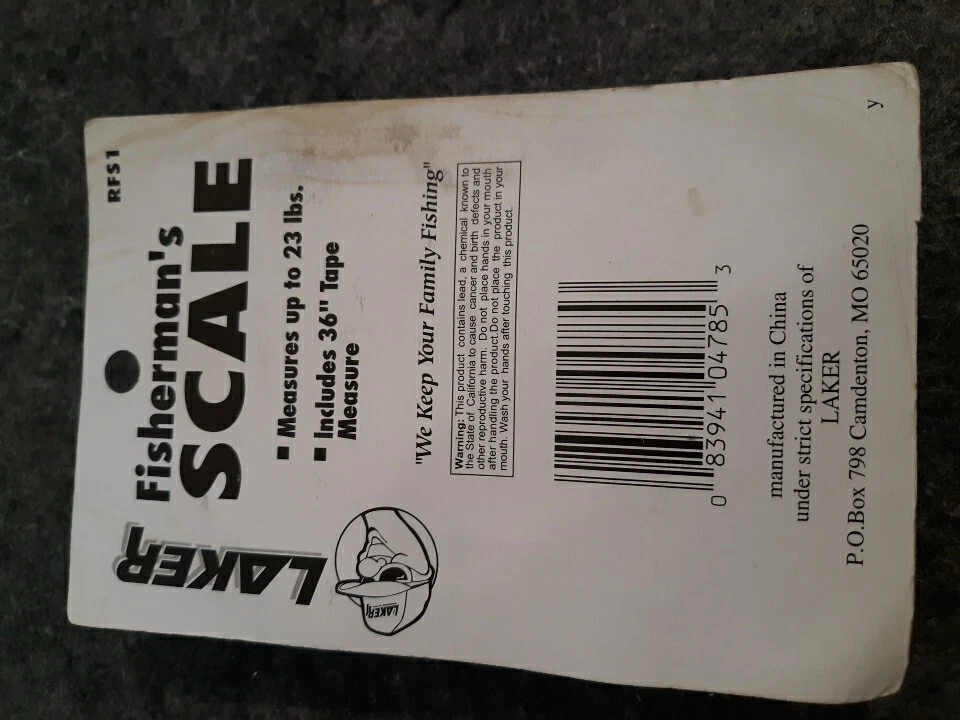 RFS1
LAKER
Fisherman's
SCALE
■ Measures up to 23 lbs.
■ Includes 36" Tape
Measure
LAKER
"We Keep Your Family Fishing"
Warning: This product contains lead, a chemical known to
the State of California to cause cancer and birth defects and
other reproductive harm. Do not place hands in your mouth
after handling the product Do not place the product in your
mouth. Wash your hands after touching this product.
0 83941 04785 3
manufactured in China
under strict specifications of
LAKER
P.O.Box 798 Camdenton, MO 65020
y